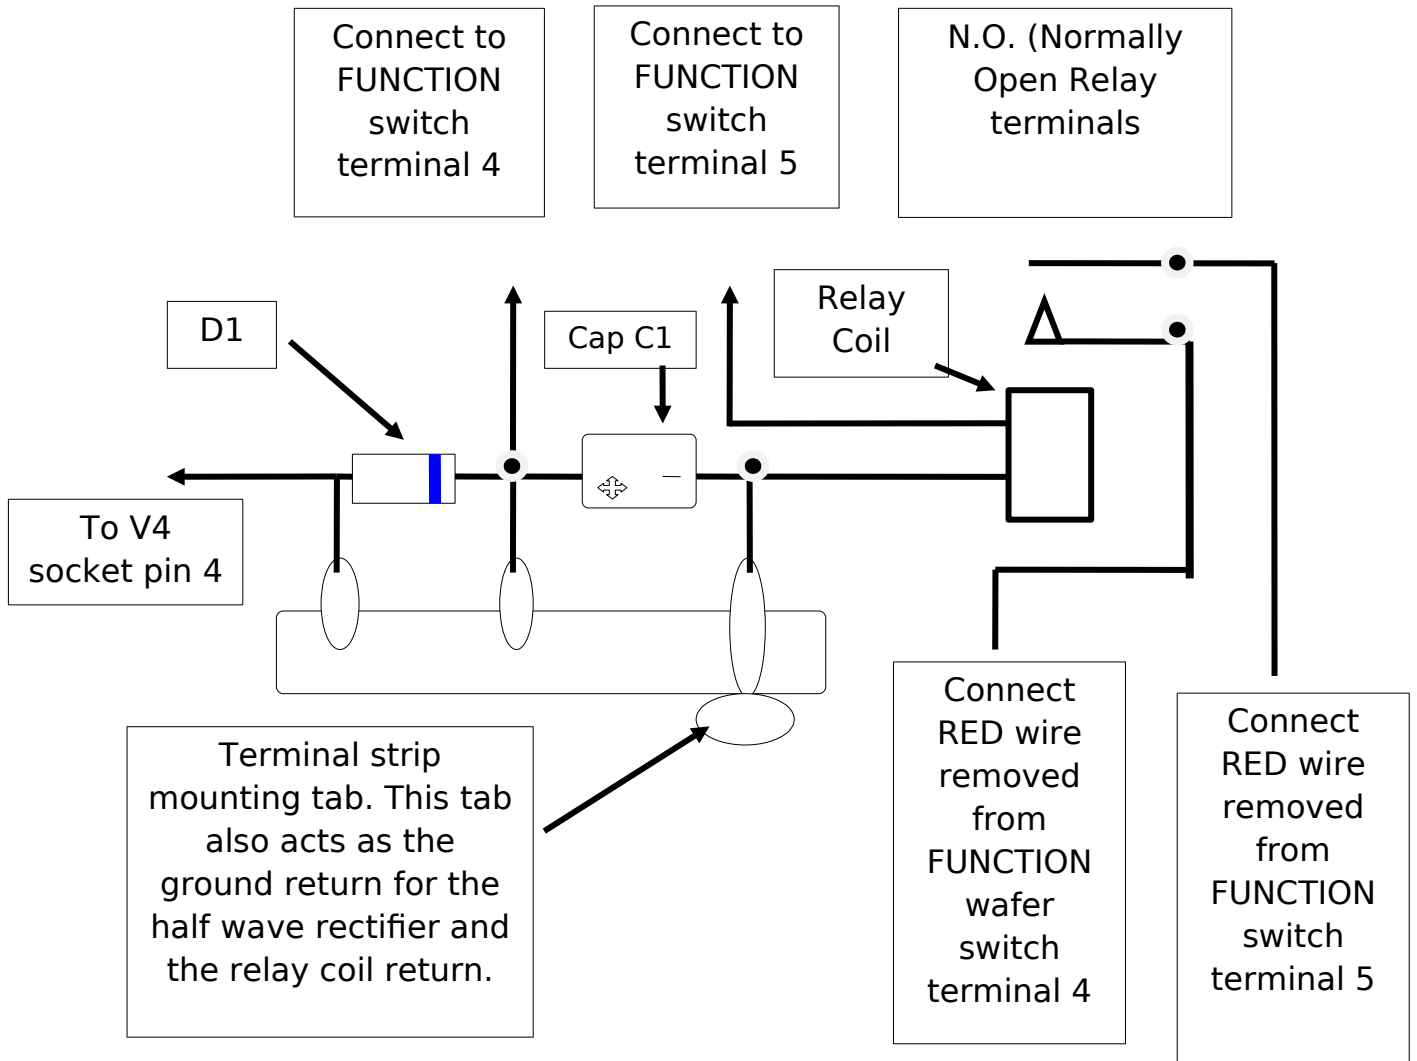 Connect to
FUNCTION
switch
terminal 4
Connect to
FUNCTION
switch
terminal 5
N.O. (Normally
Open Relay
terminals
D1
Cap C1
Relay
Coil
To V4
socket pin 4
Terminal strip
mounting tab. This tab
also acts as the
ground return for the
half wave rectifier and
the relay coil return.
Connect
RED wire
removed
from
FUNCTION
wafer
switch
terminal 4
Connect
RED wire
removed
from
FUNCTION
switch
terminal 5